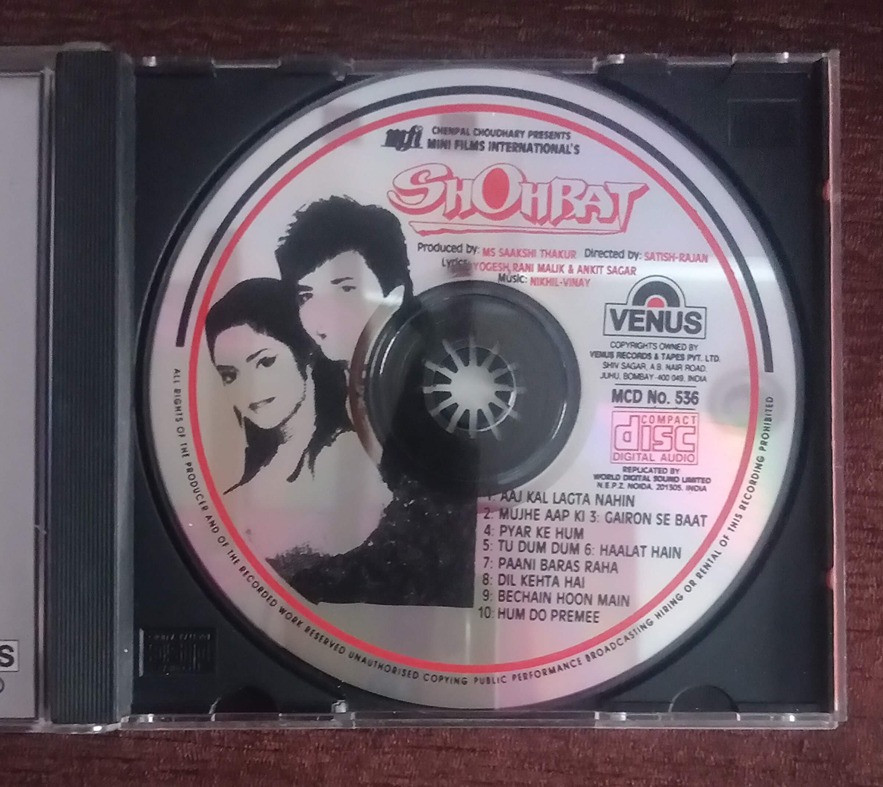 mfi
CHENPAL CHOUDHARY PRESENTS
MINI FILMS INTERNATIONAL'S
SHOHRAT
Produced by: MS SAAKSHI THAKUR Directed by: SATISH-RAJAN
Lyrics: YOGESH, RANI MALIK & ANKIT SAGAR
Music: NIKHIL-VINAY
VENUS
COPYRIGHTS OWNED BY
VENUS RECORDS & TAPES PVT. LTD.
SHIV SAGAR, A.B. NAIR ROAD,
JUHU, BOMBAY-400 049. INDIA
MCD No. 536
COMPACT
disc
DIGITAL AUDIO
REPLICATED BY
WORLD DIGITAL SOUND LIMITED
N.E.P.Z. NOIDA. 201305. INDIA
1: AAJ KAL LAGTA NAHIN
2: MUJHE AAP KI 3: GAIRON SE BAAT
4: PYAR KE HUM
5: TU DUM DUM 6: HAALAT HAIN
7: PAANI BARAS RAHA
8: DIL KEHTA HAI
9: BECHAIN HOON MAIN
10: HUM DO PREMEE
ALL RIGHTS OF THE PRODUCER AND OF THE RECORDED WORK RESERVED UNAUTHORISED COPYING PUBLIC PERFORMANCE BROADCASTING HIRING OR RENTAL OF THIS RECORDING PROHIBITED